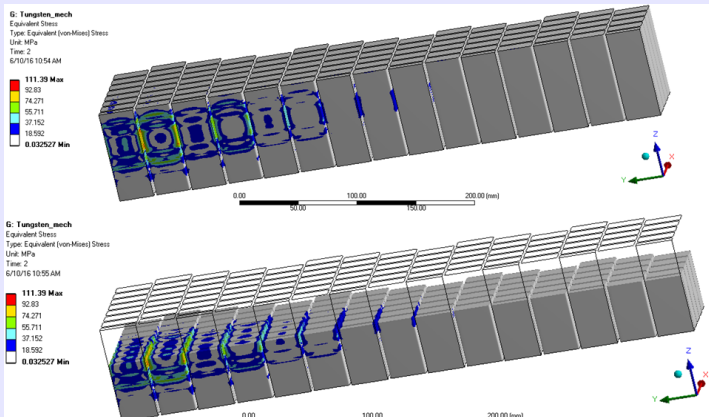 G: Tungsten_mech
Equivalent Stress
Type: Equivalent (von-Mises) Stress
Unit: MPa
Time: 2
6/10/16 10:54 AM
111.39 Max
92.83
74.271
55.711
37.152
18.592
0.032527 Min
0.00
100.00
200.00 (mm)
50.00
150.00
Z
X
Y
G: Tungsten_mech
Equivalent Stress
Type: Equivalent (von-Mises) Stress
Unit: MPa
Time: 2
6/10/16 10:55 AM
111.39 Max
92.83
74.271
55.711
37.152
18.592
0.032527 Min
Z
X
Y
0.00
100.00
200.00 (mm)